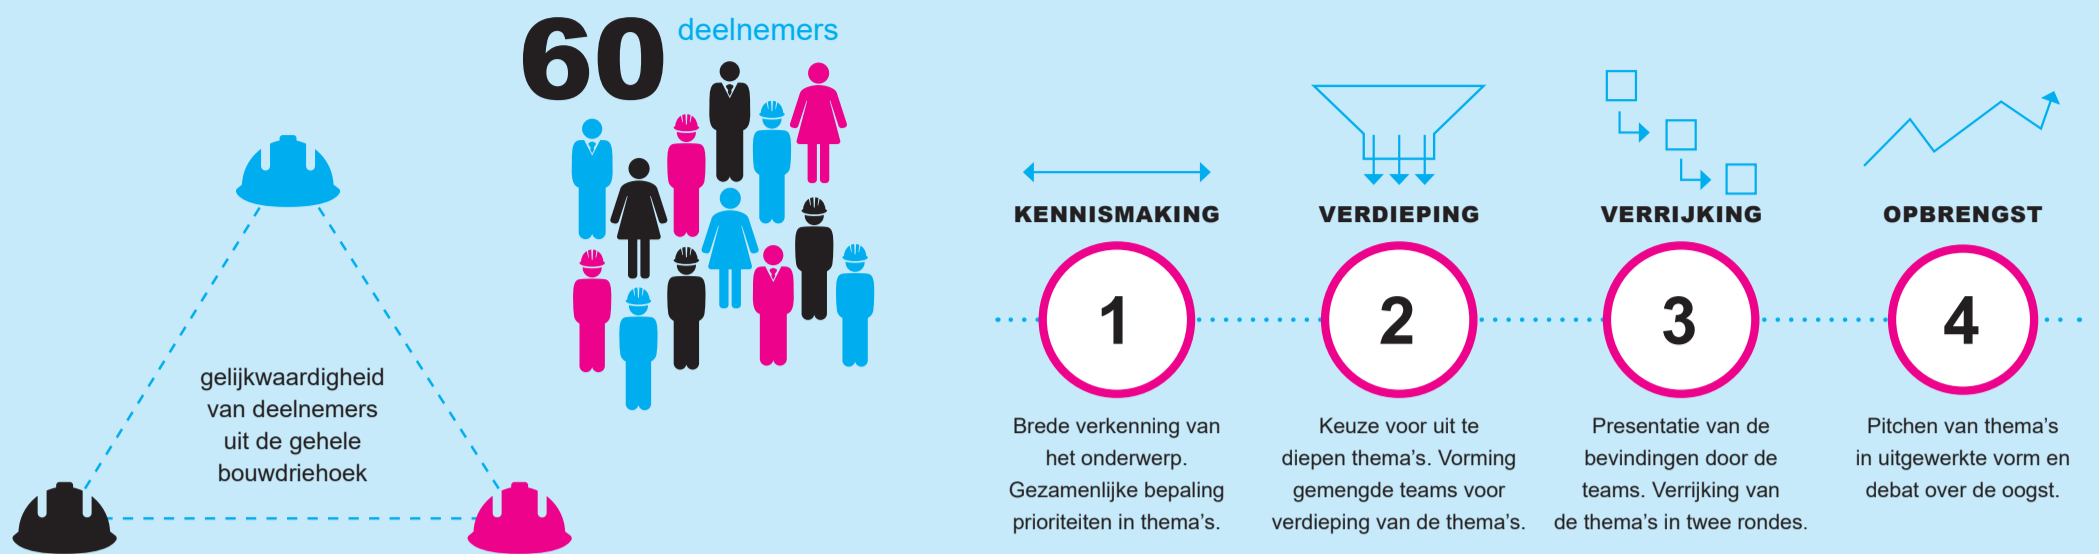 60 deelnemers
gelijkwaardigheid
van deelnemers
uit de gehele
bouwdriehoek
KENNISMAKING
1
Brede verkenning van
het onderwerp.
Gezamenlijke bepaling
prioriteiten in thema's.
VERDIEPING
2
Keuze voor uit te
diepen thema's. Vorming
gemengde teams voor
verdieping van de thema's.
VERRIJKING
3
Presentatie van de
bevindingen door de
teams. Verrijking van
de thema's in twee rondes.
OPBRENGST
4
Pitchen van thema's
in uitgewerkte vorm en
debat over de oogst.